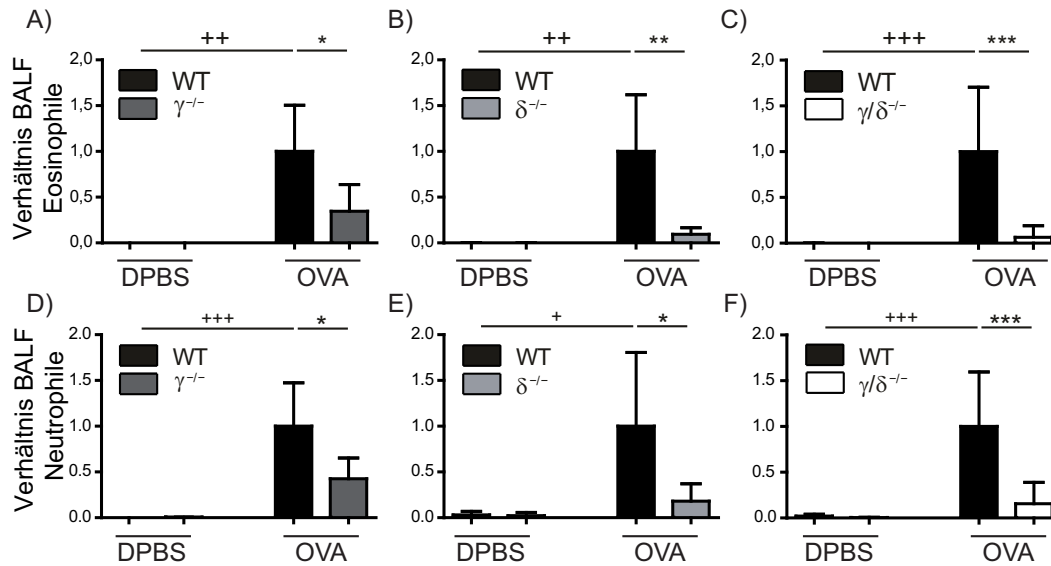 A)
Verhältnis BALF
Eosinophile
2,0
1,5
1,0
0,5
0,0
++
*
WT
γ–/–
DPBS
OVA
B)
2,0
1,5
1,0
0,5
0,0
++
**
WT
δ–/–
DPBS
OVA
C)
2,0
1,5
1,0
0,5
0,0
+++
***
WT
γ/δ–/–
DPBS
OVA
D)
Verhältnis BALF
Neutrophile
2.0
1.5
1.0
0.5
0.0
+++
*
WT
γ–/–
DPBS
OVA
E)
2.0
1.5
1.0
0.5
0.0
+
*
WT
δ–/–
DPBS
OVA
F)
2.0
1.5
1.0
0.5
0.0
+++
***
WT
γ/δ–/–
DPBS
OVA